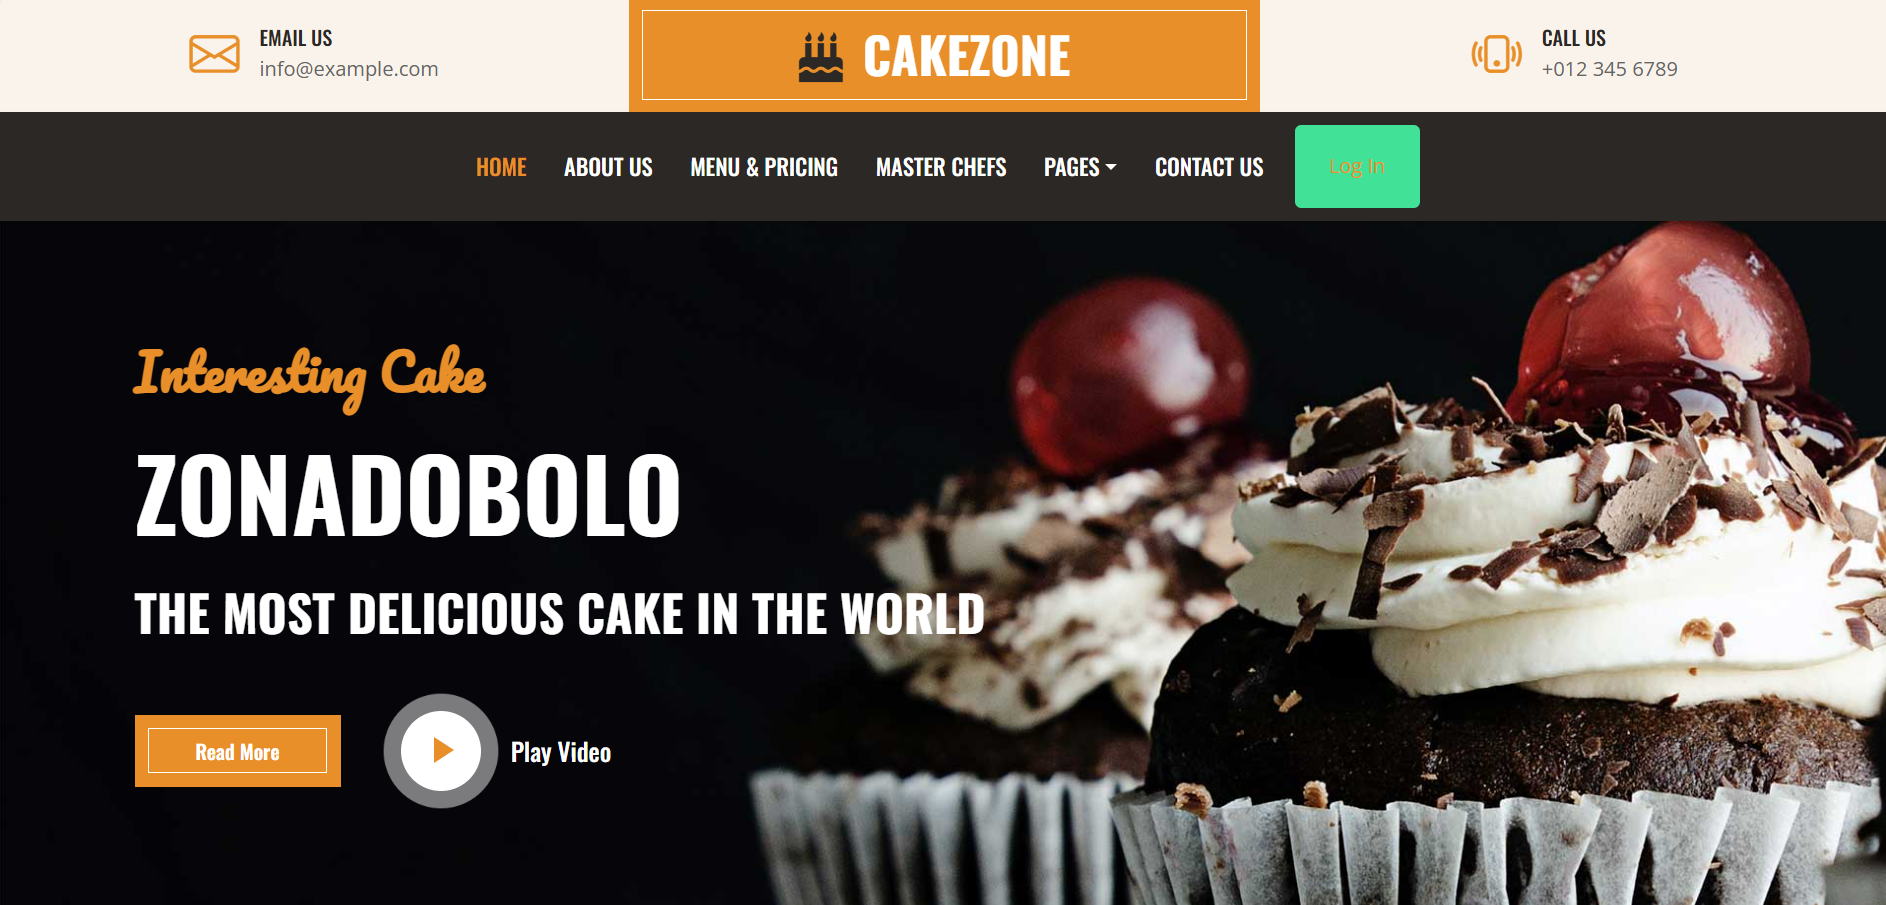 EMAIL US
info@example.com
CAKEZONE
CALL US
+012 345 6789
HOME ABOUT US MENU & PRICING MASTER CHEFS PAGES CONTACT US Log In
Interesting Cake
ZONADOBOLO
THE MOST DELICIOUS CAKE IN THE WORLD
Read More
Play Video